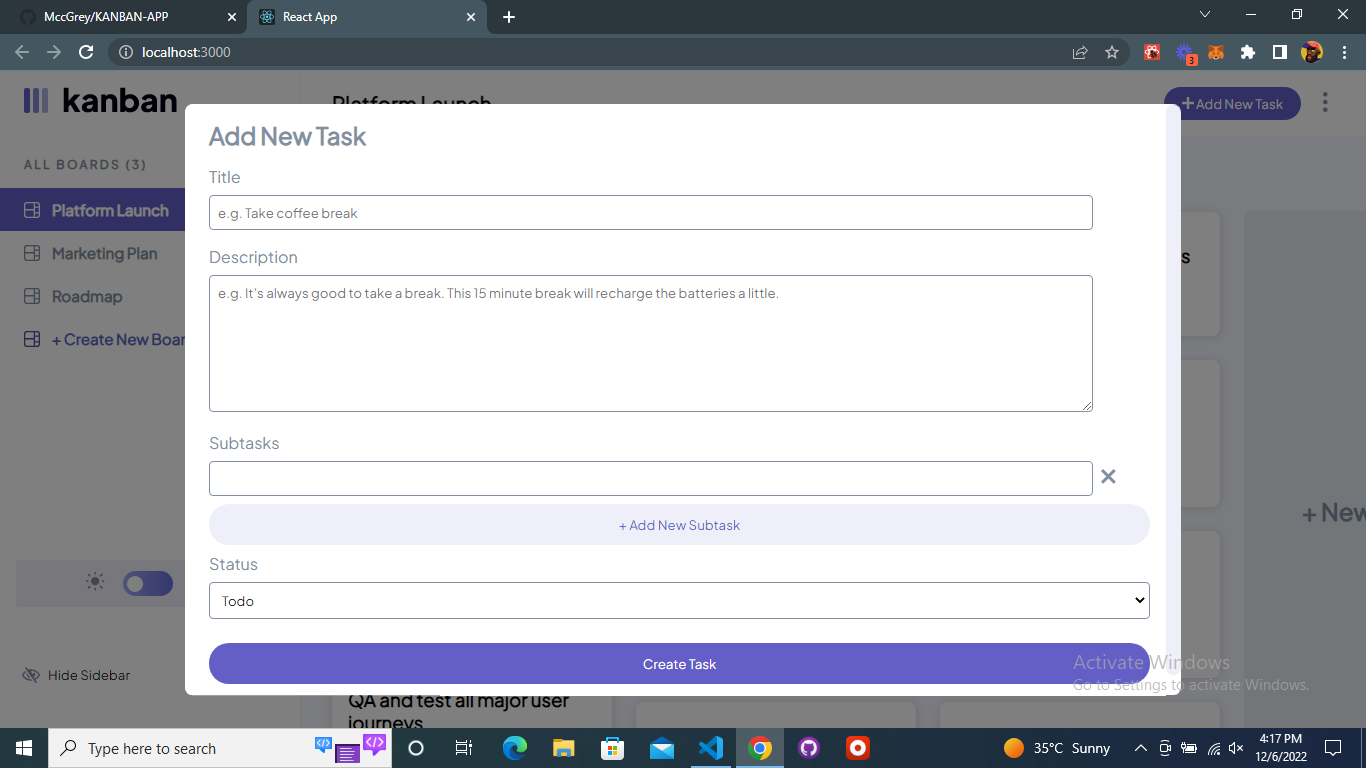 MccGrey/KANBAN-APP
React App
localhost:3000
3
kanban
Platform Launch
+ Add New Task
ALL BOARDS (3)
Platform Launch
Marketing Plan
Roadmap
+ Create New Boar
Hide Sidebar
Add New Task
Title
e.g. Take coffee break
Description
e.g. It's always good to take a break. This 15 minute break will recharge the batteries a little.
Subtasks
+ Add New Subtask
Status
Todo
Create Task
s
+ New
QA and test all major user
journeys
Activate Windows
Go to Settings to activate Windows.
Type here to search
35°C Sunny
4:17 PM
12/6/2022